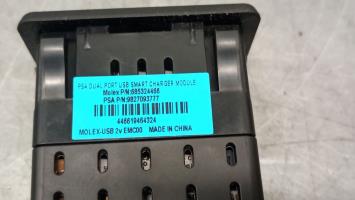 PSA DUAL PORT USB SMART CHARGER MODULE
Molex P/N:685324466
PSA P/N:9827093777
446619464324
MOLEX-USB 2v EMC00 MADE IN CHINA